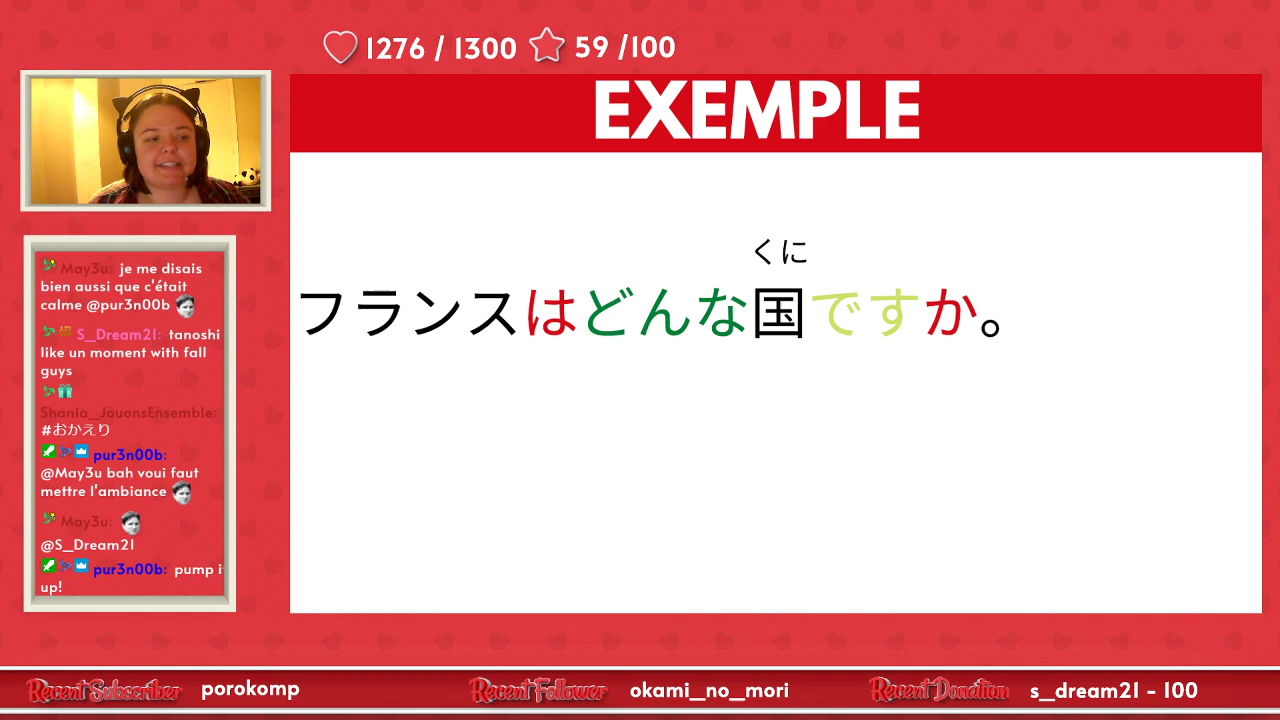 1276 / 1300 59 /100
EXEMPLE
くに
フランスはどんな国ですか。
May3u: je me disais
bien aussi que c'était
calme @pur3n00b
S_Dream21: tanoshi
like un moment with fall
guys
Shania_JouonsEnsemble:
#おかえり
pur3n00b:
@May3u bah voui faut
mettre l'ambiance
May3u:
@S_Dream21
pur3n00b: pump it
up!
Recent Subscriber porokomp
Recent Follower okami_no_mori
Recent Donation s_dream21 - 100